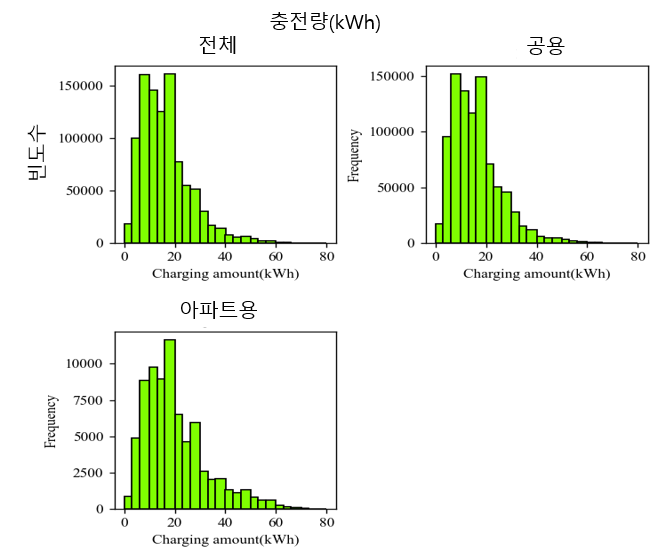 충전량(kWh)
전체
빈도수
150000
100000
50000
0
0 20 40 60 80
Charging amount(kWh)
공용
Frequency
150000
100000
50000
0
0 20 40 60 80
Charging amount(kWh)
아파트용
Frequency
10000
7500
5000
2500
0
0 20 40 60 80
Charging amount(kWh)